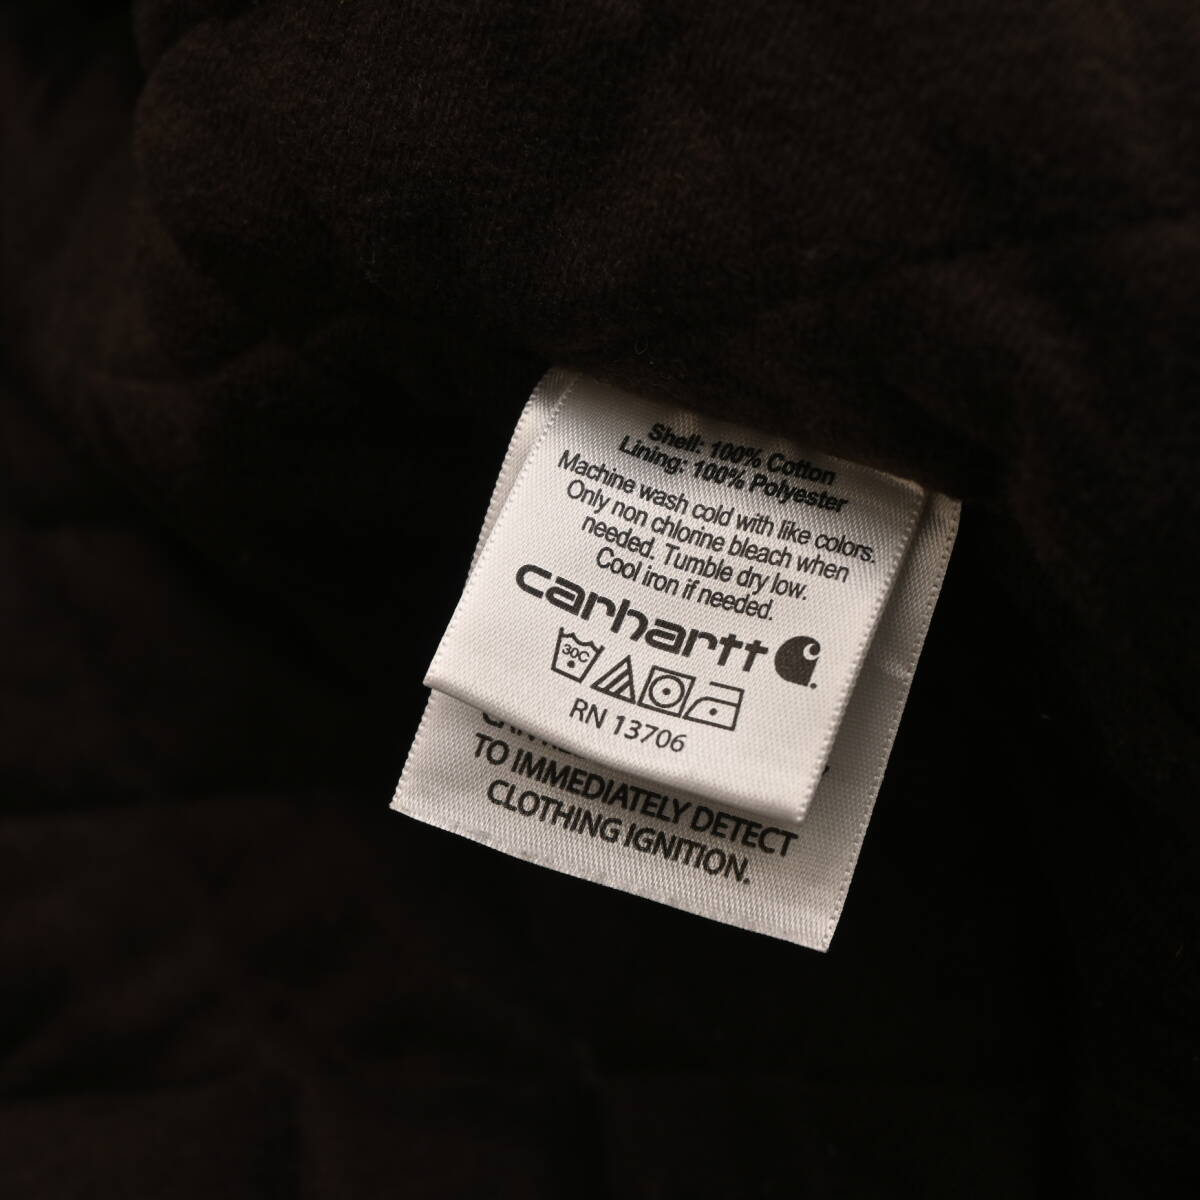 Shell: 100% Cotton
Lining: 100% Polyester
Machine wash cold with like colors.
Only non chlorine bleach when
needed. Tumble dry low.
Cool iron if needed.
carhartt
30C
RN 13706
TO IMMEDIATELY DETECT
CLOTHING IGNITION.